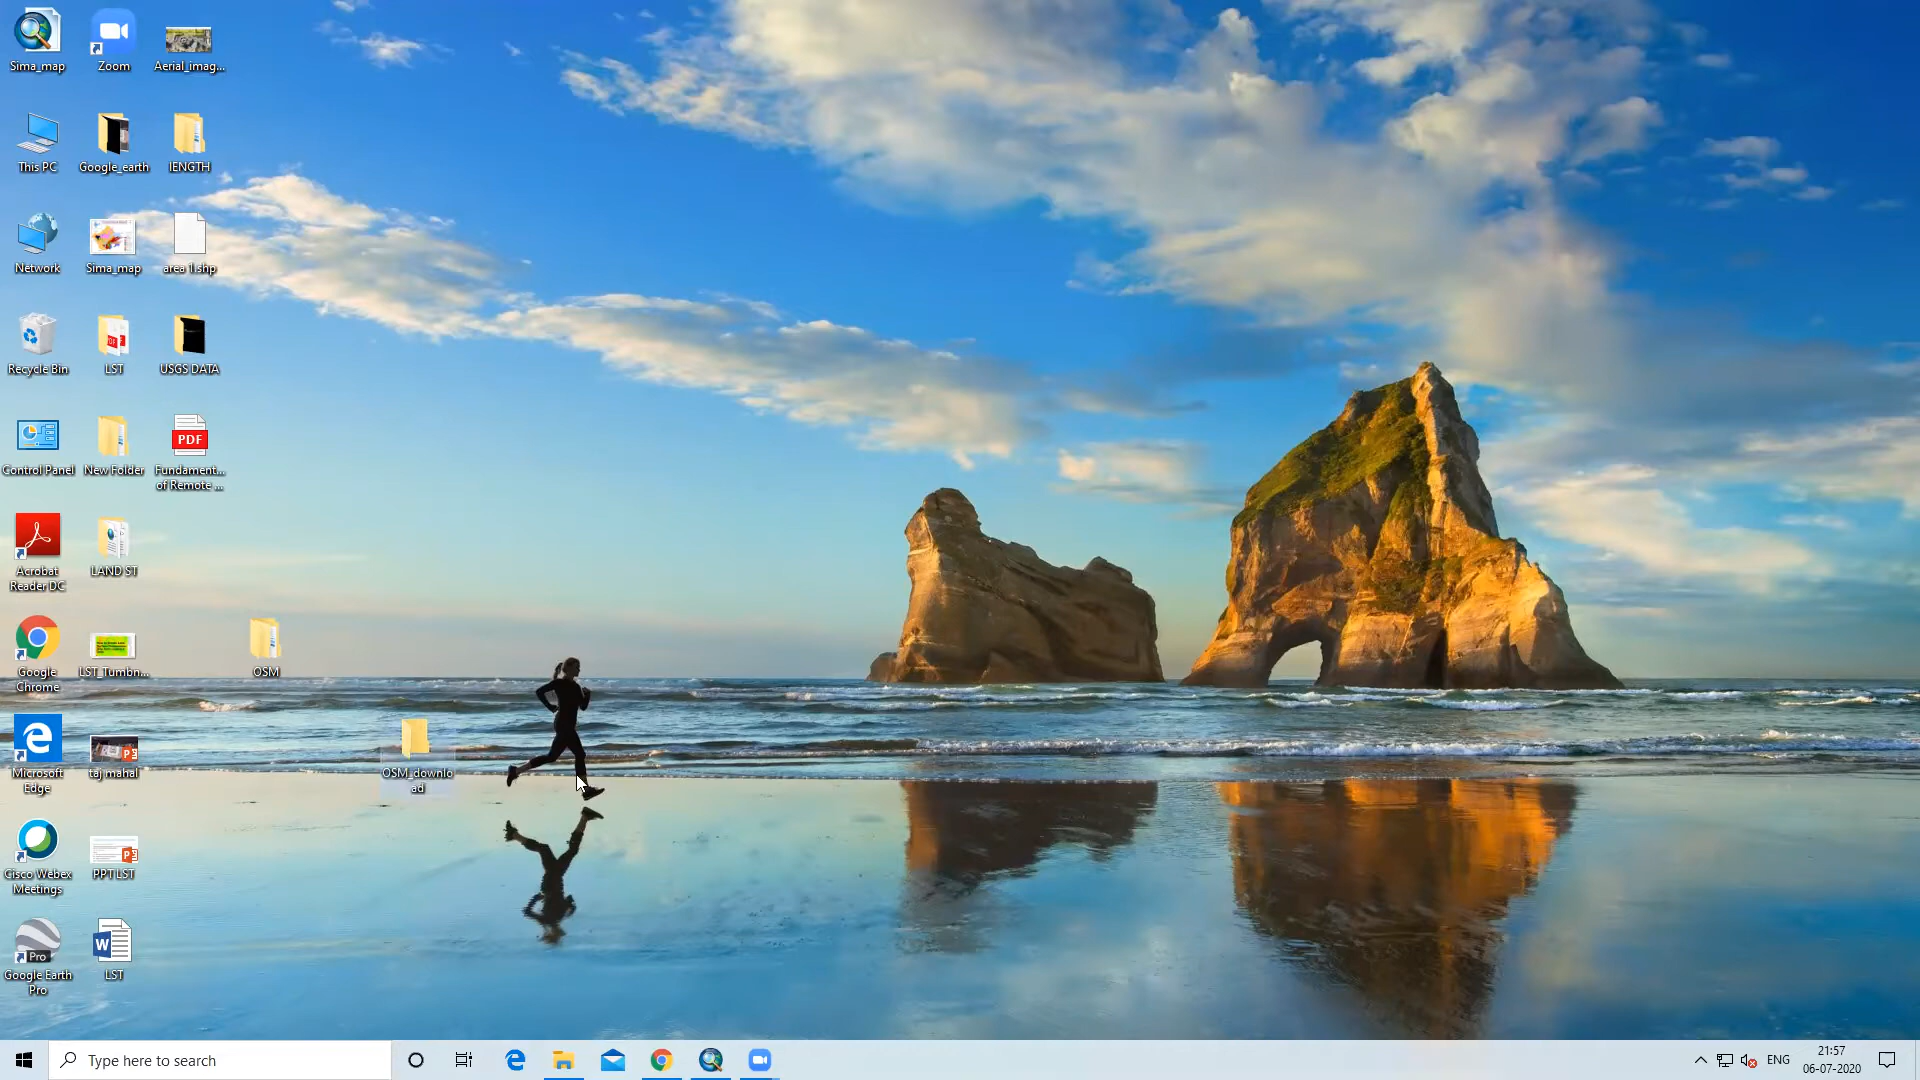 Sima_map
Zoom
Aerial_imag...
This PC
Google_earth
lENGTH
Network
Sima_map
area 1.shp
Recycle Bin
LST
USGS DATA
PDF
Control Panel
New Folder
Fundament...
of Remote ...
Acrobat
Reader DC
LAND ST
Google
Chrome
LST_Tumbn...
OSM
Microsoft
Edge
taj mahal
OSM_downlo
ad
Cisco Webex
Meetings
PPT LST
Pro
Google Earth
Pro
LST
Type here to search
ENG
21:57
06-07-2020